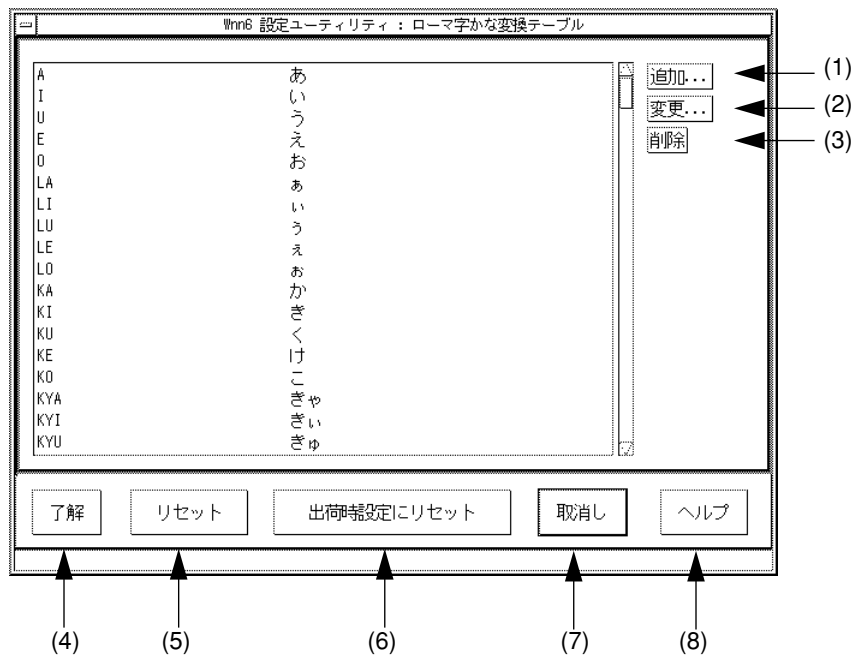 Wnn6 設定ユーティリティ : ローマ字かな変換テーブル
A あ
I い
U う
E え
O お
LA ぁ
LI ぃ
LU ぅ
LE ぇ
LO ぉ
KA か
KI き
KU く
KE け
KO こ
KYA きゃ
KYI きぃ
KYU きゅ
追加... (1)
変更... (2)
削除 (3)
了解 リセット 出荷時設定にリセット 取消し ヘルプ
(4) (5) (6) (7) (8)